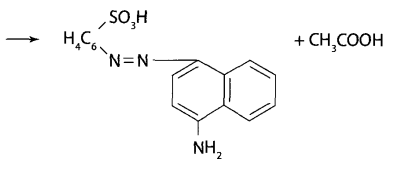 SO₃H
→ H₄C₆ + CH₃COOH
N=N
NH₂